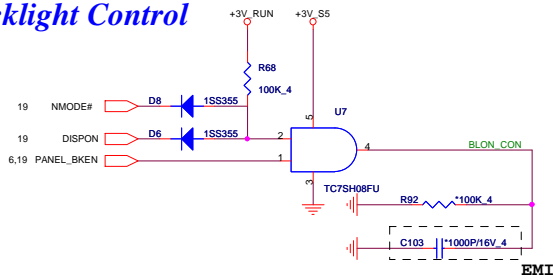 cklight Control
+3V_RUN
+3V_S5
R68
100K_4
19 NMODE# D8 1SS355
U7
5
19 DISPON D6 1SS355 2
4 BLON_CON
6,19 PANEL_BKEN 1
3
TC7SH08FU
R92 *100K_4
C103 *1000P/16V_4
EMI